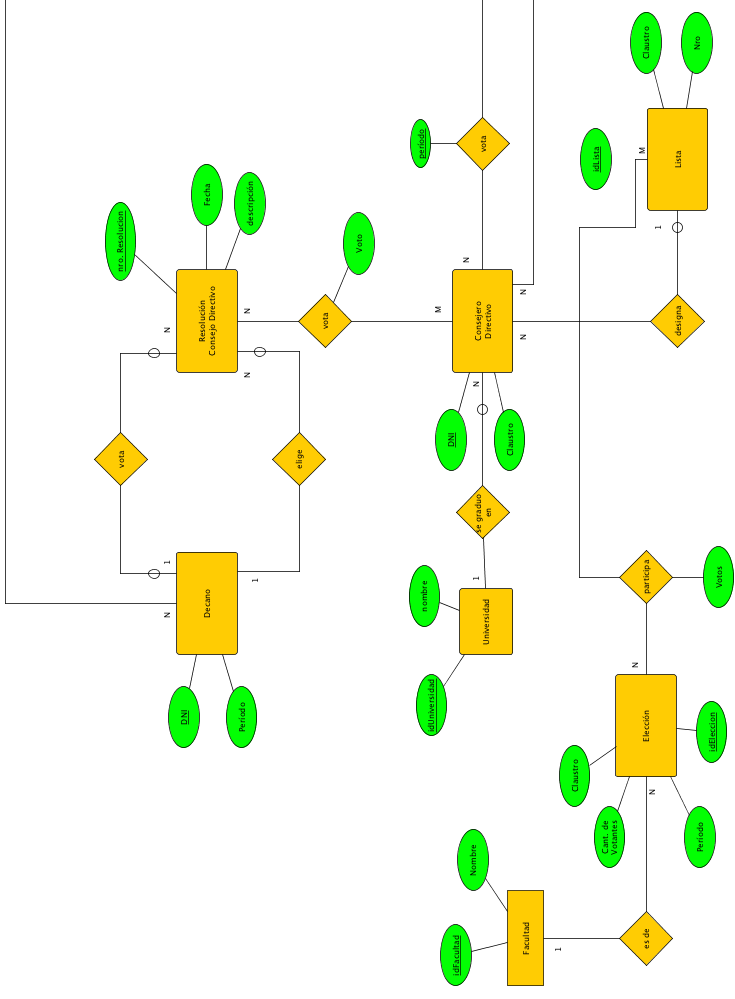 vota
nro. Resolucion
N
1
N
DNI
Decano
Resolución
Consejo Directivo
Fecha
Periodo
descripción
N
N
1
elige
vota
Voto
nombre
período
idUniversidad
M
DNI
idFacultad
N
Nombre
1
N
Universidad
se graduo
en
Consejero
Directivo
vota
Claustro
N
N
Facultad
1
Claustro
idLista
Cant. de
Votantes
N
M
es de
Elección
participa
Claustro
N
1
designa
Lista
Nro
Periodo
idEleccion
Votos